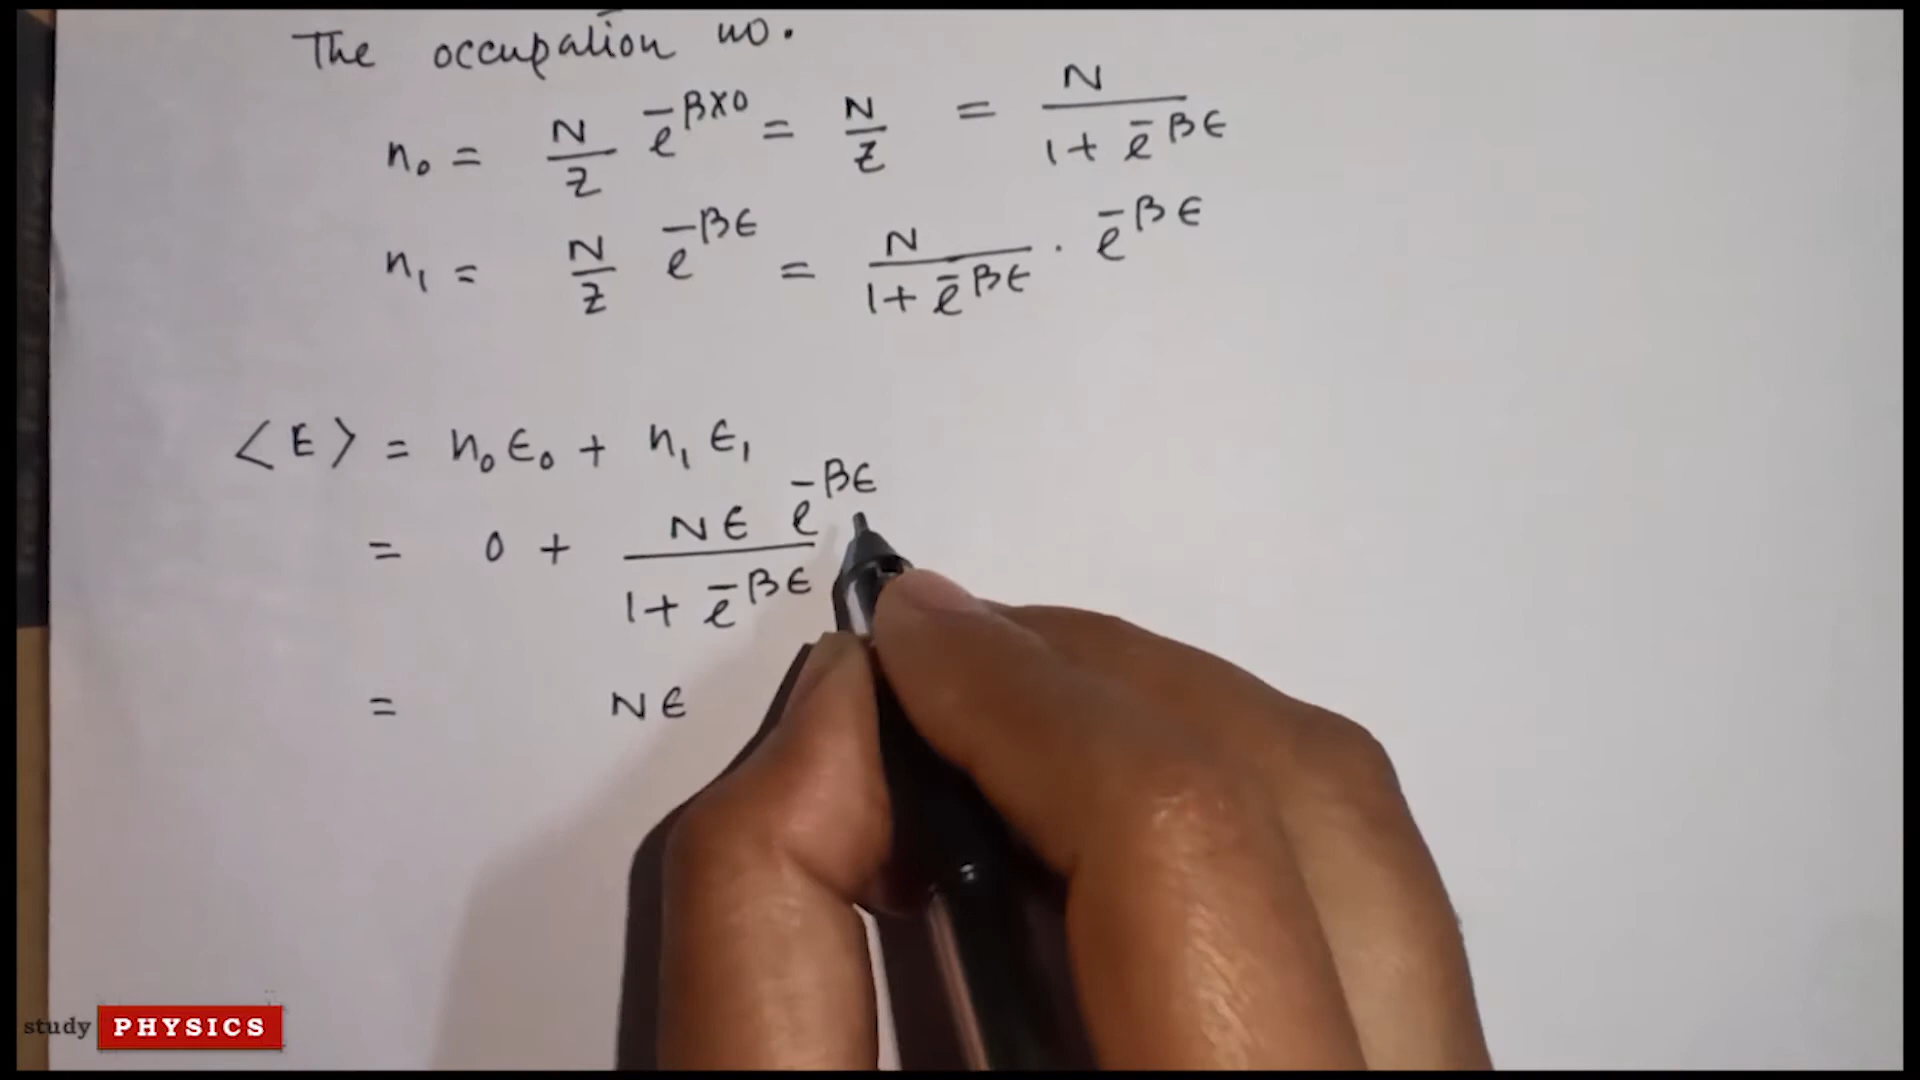 The occupation no.
n₀ = N/Z e^{-β×0} = N/Z = N/(1 + e^{-βϵ})
n₁ = N/Z e^{-βϵ} = N/(1 + e^{-βϵ}) · e^{-βϵ}
⟨E⟩ = n₀ϵ₀ + n₁ϵ₁
= 0 + Nϵ e^{-βϵ}/(1 + e^{-βϵ})
= Nϵ
study PHYSICS